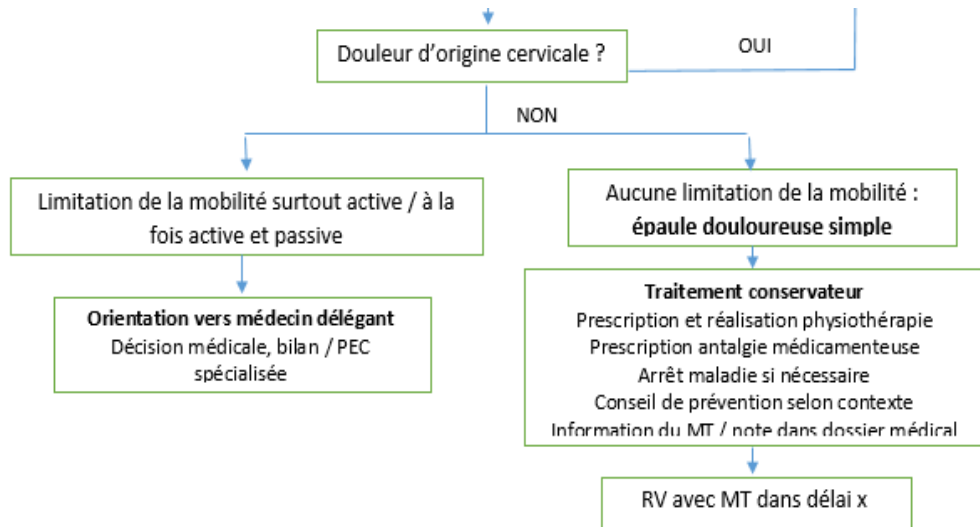 Douleur d’origine cervicale ?
OUI
NON
Limitation de la mobilité surtout active / à la
fois active et passive
Aucune limitation de la mobilité :
épaule douloureuse simple
Orientation vers médecin délégant
Décision médicale, bilan / PEC
spécialisée
Traitement conservateur
Prescription et réalisation physiothérapie
Prescription antalgie médicamenteuse
Arrêt maladie si nécessaire
Conseil de prévention selon contexte
Information du MT / note dans dossier médical
RV avec MT dans délai x